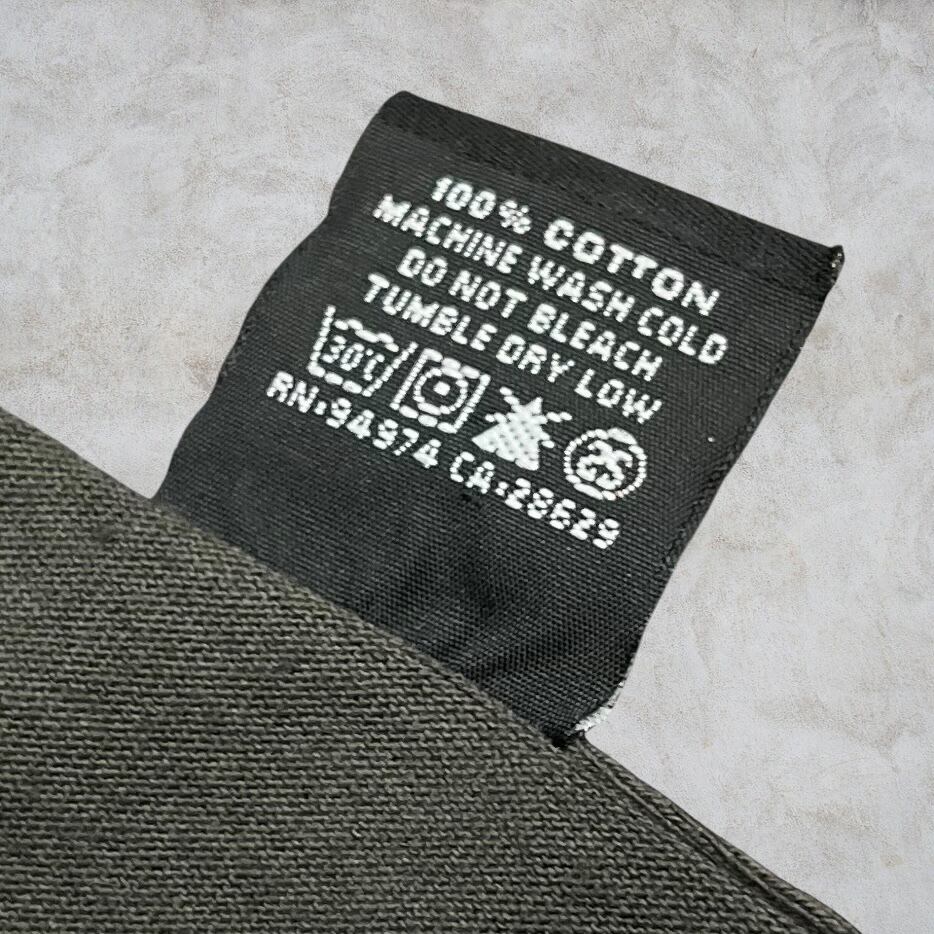 100% COTTON
MACHINE WASH COLD
DO NOT BLEACH
TUMBLE DRY LOW
30°C
RN:94974 CA:28629